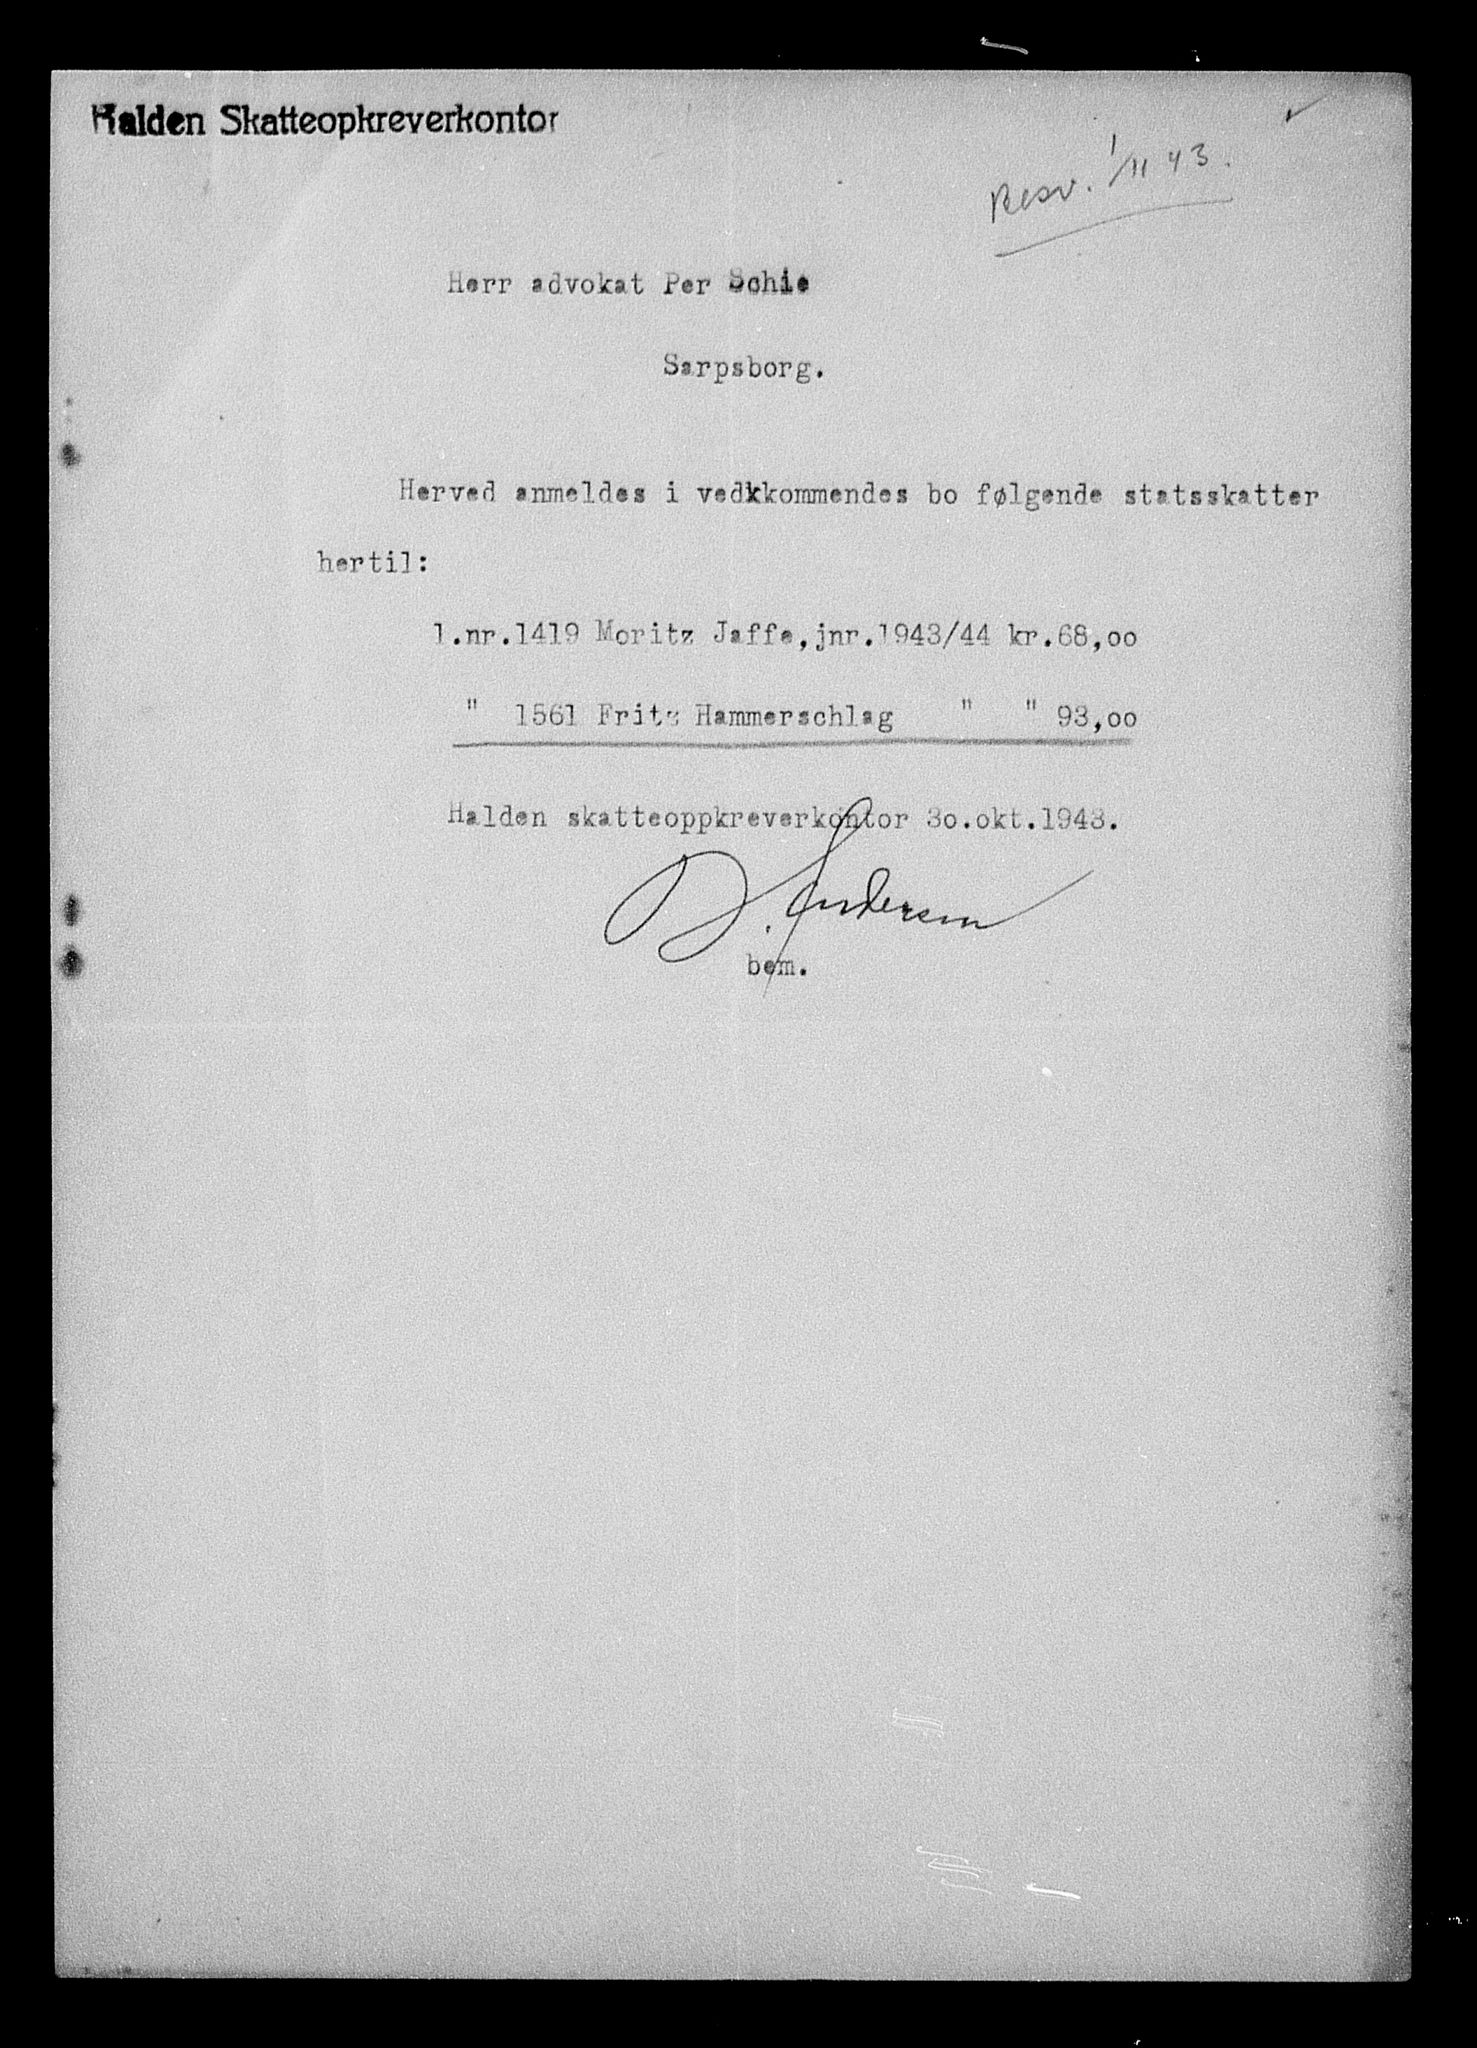 Halden Skatteopkreverkontor
Besv. 1/11 43.
Herr advokat Per Schie
Sarpsborg.
Herved anmeldes i vedkkommendes bo følgende statsskatter
hertil:
l.nr.1419 Moritz Jaffe,jnr.1943/44 kr.68,oo
" 1561 Fritz Hammerschlag " " 93,oo
Halden skatteoppkreverkontor 3o.okt.1943.
B. Andersen
bem.